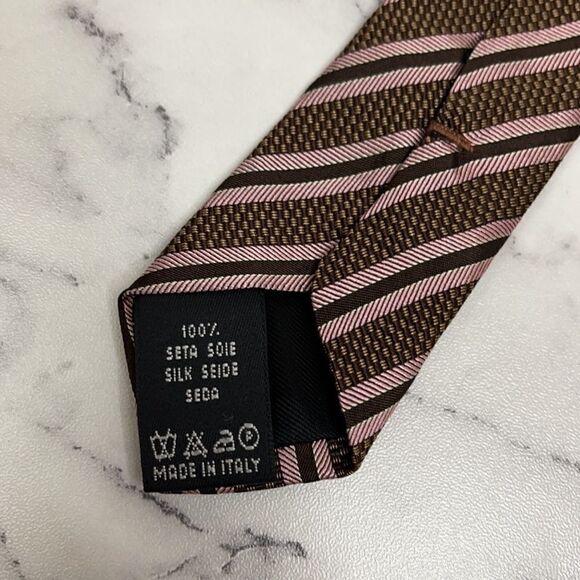 100%
SETA SOIE
SILK SEIDE
SEDA
MADE IN ITALY